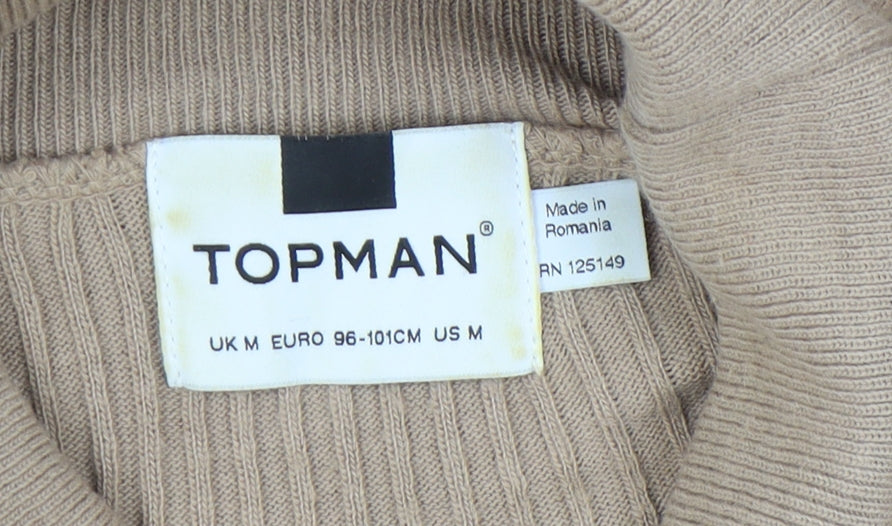 TOPMAN®
UK M EURO 96-101CM US M
Made in
Romania
RN 125149